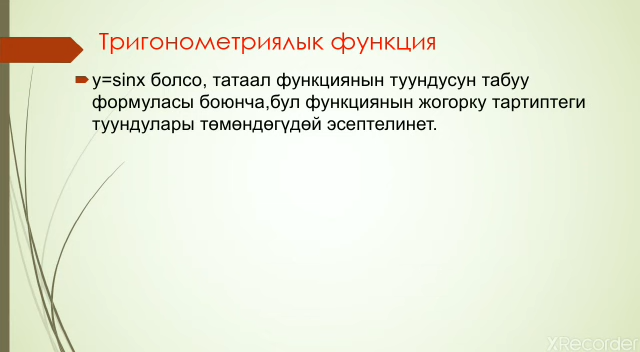 Тригонометриялык функция
y=sinx болсо, татаал функциянын туундусун табуу
формуласы боюнча,бул функциянын жогорку тартиптеги
туундулары төмөндөгүдөй эсептелинет.
XRecorder